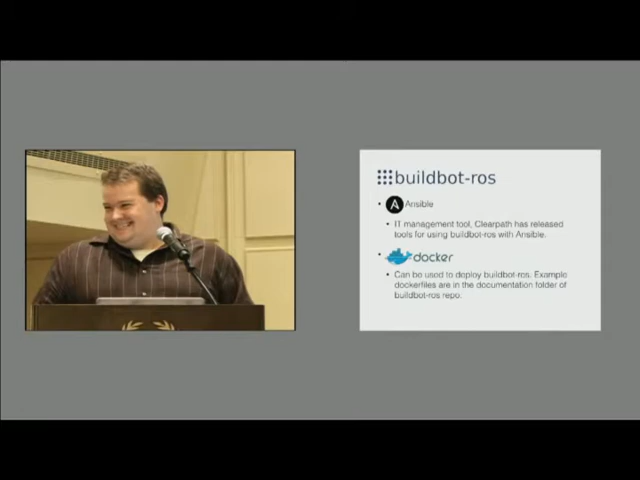 buildbot-ros
Ansible
IT management tool, Clearpath has released
tools for using buildbot-ros with Ansible.
docker
Can be used to deploy buildbot-ros. Example
dockerfiles are in the documentation folder of
buildbot-ros repo.